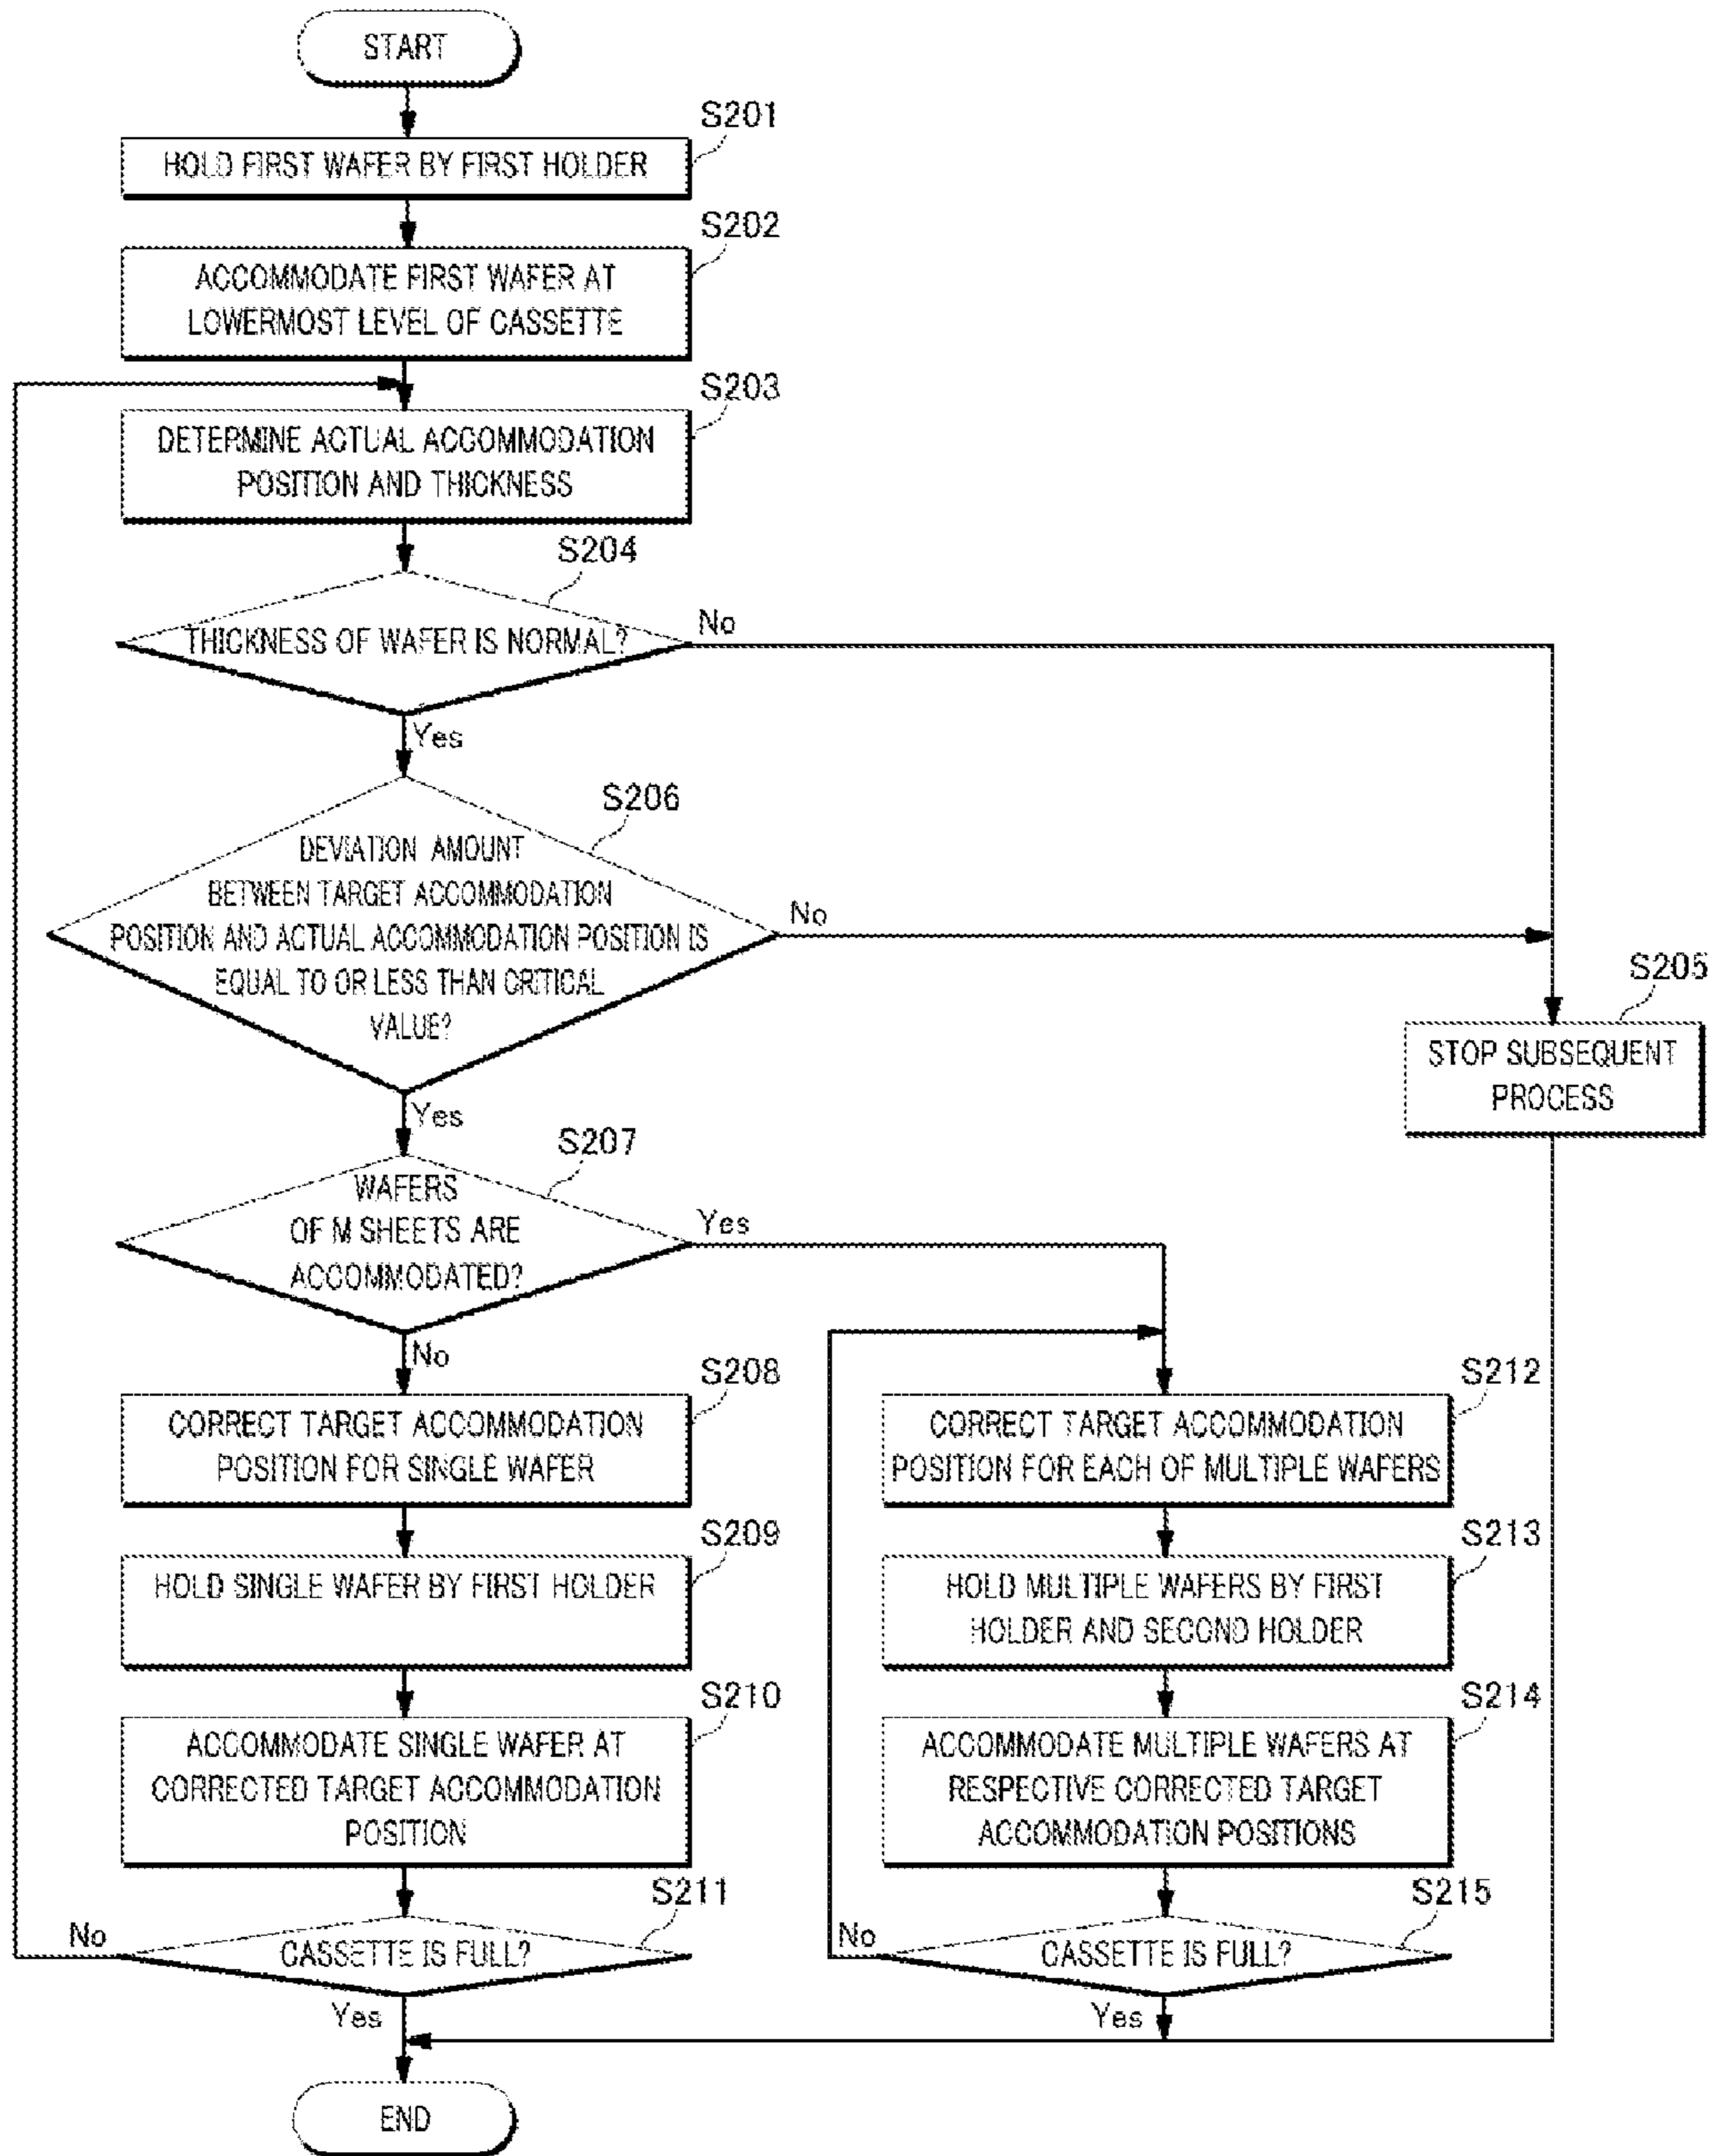 START
S201
HOLD FIRST WAFER BY FIRST HOLDER
S202
ACCOMMODATE FIRST WAFER AT
LOWERMOST LEVEL OF CASSETTE
S203
DETERMINE ACTUAL ACCOMMODATION
POSITION AND THICKNESS
S204
THICKNESS OF WAFER IS NORMAL?
No
Yes
S206
DEVIATION AMOUNT
BETWEEN TARGET ACCOMMODATION
POSITION AND ACTUAL ACCOMMODATION POSITION IS
EQUAL TO OR LESS THAN CRITICAL
VALUE?
No
Yes
S205
STOP SUBSEQUENT
PROCESS
S207
WAFERS
OF M SHEETS ARE
ACCOMMODATED?
Yes
No
S208
CORRECT TARGET ACCOMMODATION
POSITION FOR SINGLE WAFER
S209
HOLD SINGLE WAFER BY FIRST HOLDER
S210
ACCOMMODATE SINGLE WAFER AT
CORRECTED TARGET ACCOMMODATION
POSITION
S211
No
CASSETTE IS FULL?
Yes
S212
CORRECT TARGET ACCOMMODATION
POSITION FOR EACH OF MULTIPLE WAFERS
S213
HOLD MULTIPLE WAFERS BY FIRST
HOLDER AND SECOND HOLDER
S214
ACCOMMODATE MULTIPLE WAFERS AT
RESPECTIVE CORRECTED TARGET
ACCOMMODATION POSITIONS
S215
No
CASSETTE IS FULL?
Yes
END